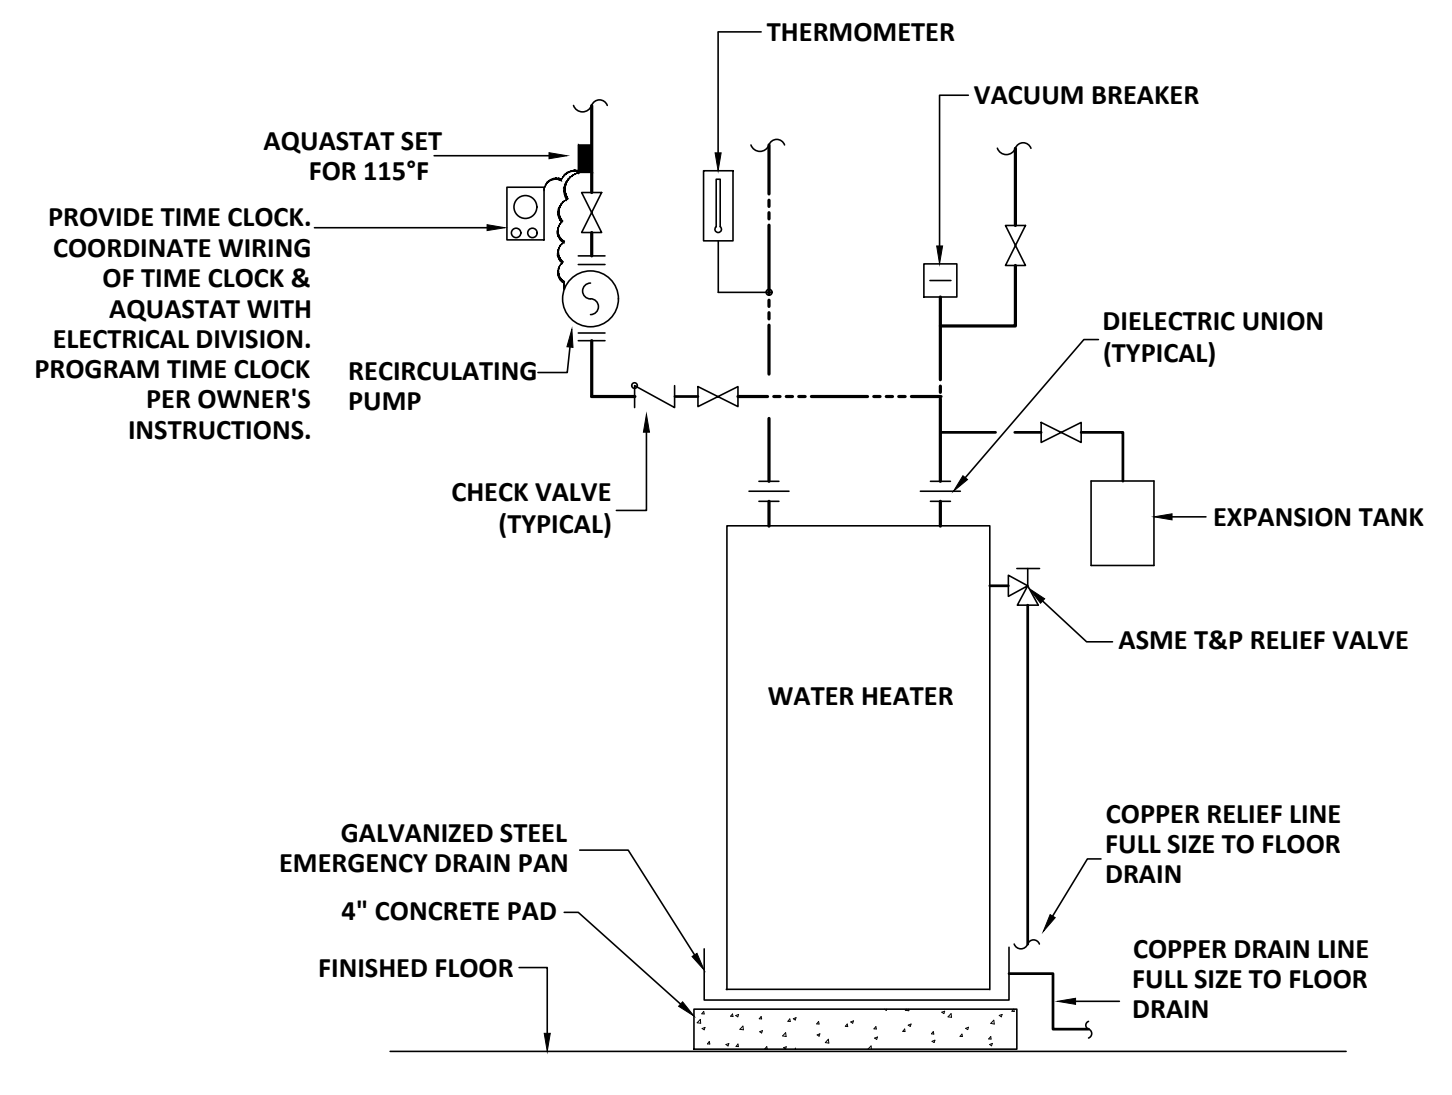 THERMOMETER
VACUUM BREAKER
AQUASTAT SET
FOR 115°F
PROVIDE TIME CLOCK.
COORDINATE WIRING
OF TIME CLOCK &
AQUASTAT WITH
ELECTRICAL DIVISION.
PROGRAM TIME CLOCK
PER OWNER'S
INSTRUCTIONS.
RECIRCULATING
PUMP
DIELECTRIC UNION
(TYPICAL)
CHECK VALVE
(TYPICAL)
EXPANSION TANK
ASME T&P RELIEF VALVE
WATER HEATER
GALVANIZED STEEL
EMERGENCY DRAIN PAN
4" CONCRETE PAD
FINISHED FLOOR
COPPER RELIEF LINE
FULL SIZE TO FLOOR
DRAIN
COPPER DRAIN LINE
FULL SIZE TO FLOOR
DRAIN